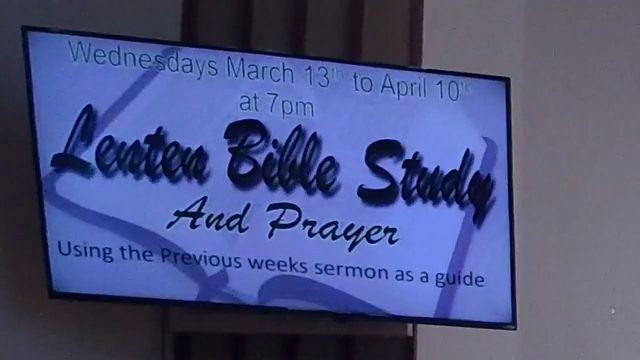 Wednesdays March 13th to April 10th
at 7pm
Lenten Bible Study
And Prayer
Using the Previous weeks sermon as a guide